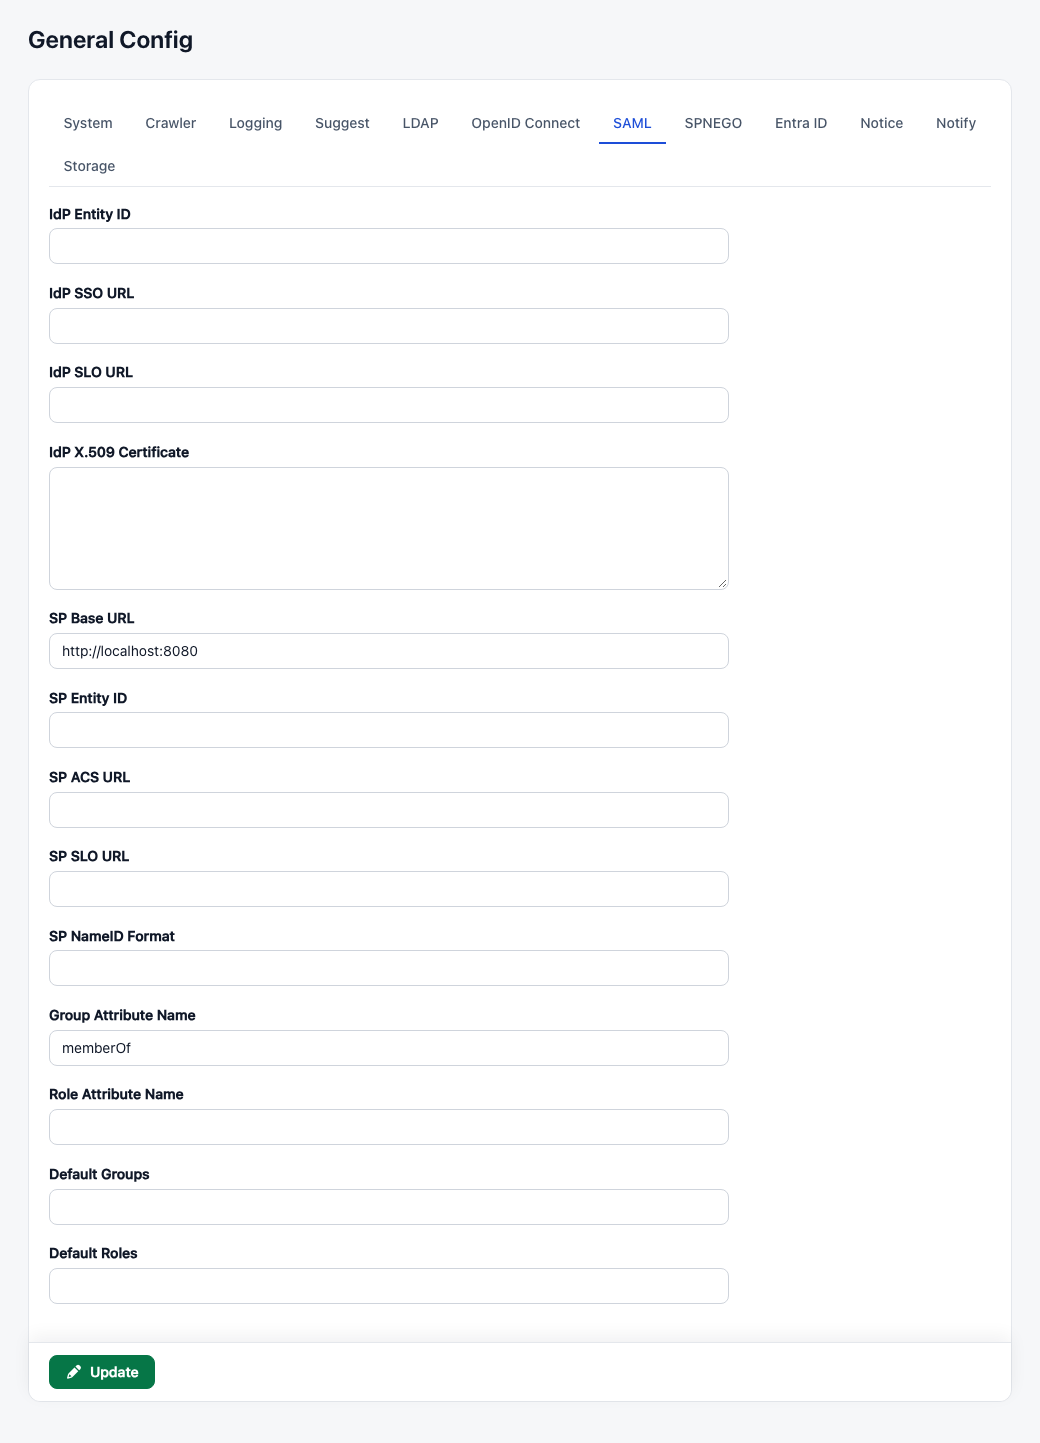 General Config
System Crawler Logging Suggest LDAP OpenID Connect SAML SPNEGO Entra ID Notice Notify
Storage
IdP Entity ID
IdP SSO URL
IdP SLO URL
IdP X.509 Certificate
SP Base URL
http://localhost:8080
SP Entity ID
SP ACS URL
SP SLO URL
SP NameID Format
Group Attribute Name
memberOf
Role Attribute Name
Default Groups
Default Roles
Update